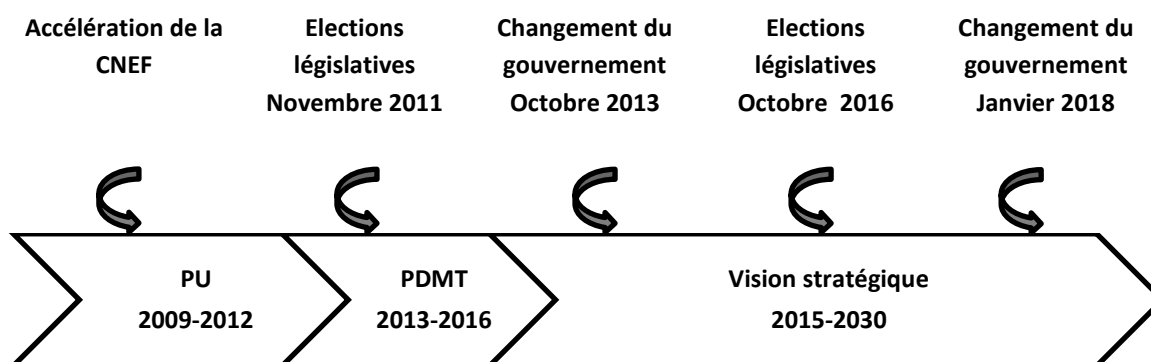 Accélération de la
CNEF
Elections
législatives
Novembre 2011
Changement du
gouvernement
Octobre 2013
Elections
législatives
Octobre 2016
Changement du
gouvernement
Janvier 2018
PU
2009-2012
PDMT
2013-2016
Vision stratégique
2015-2030